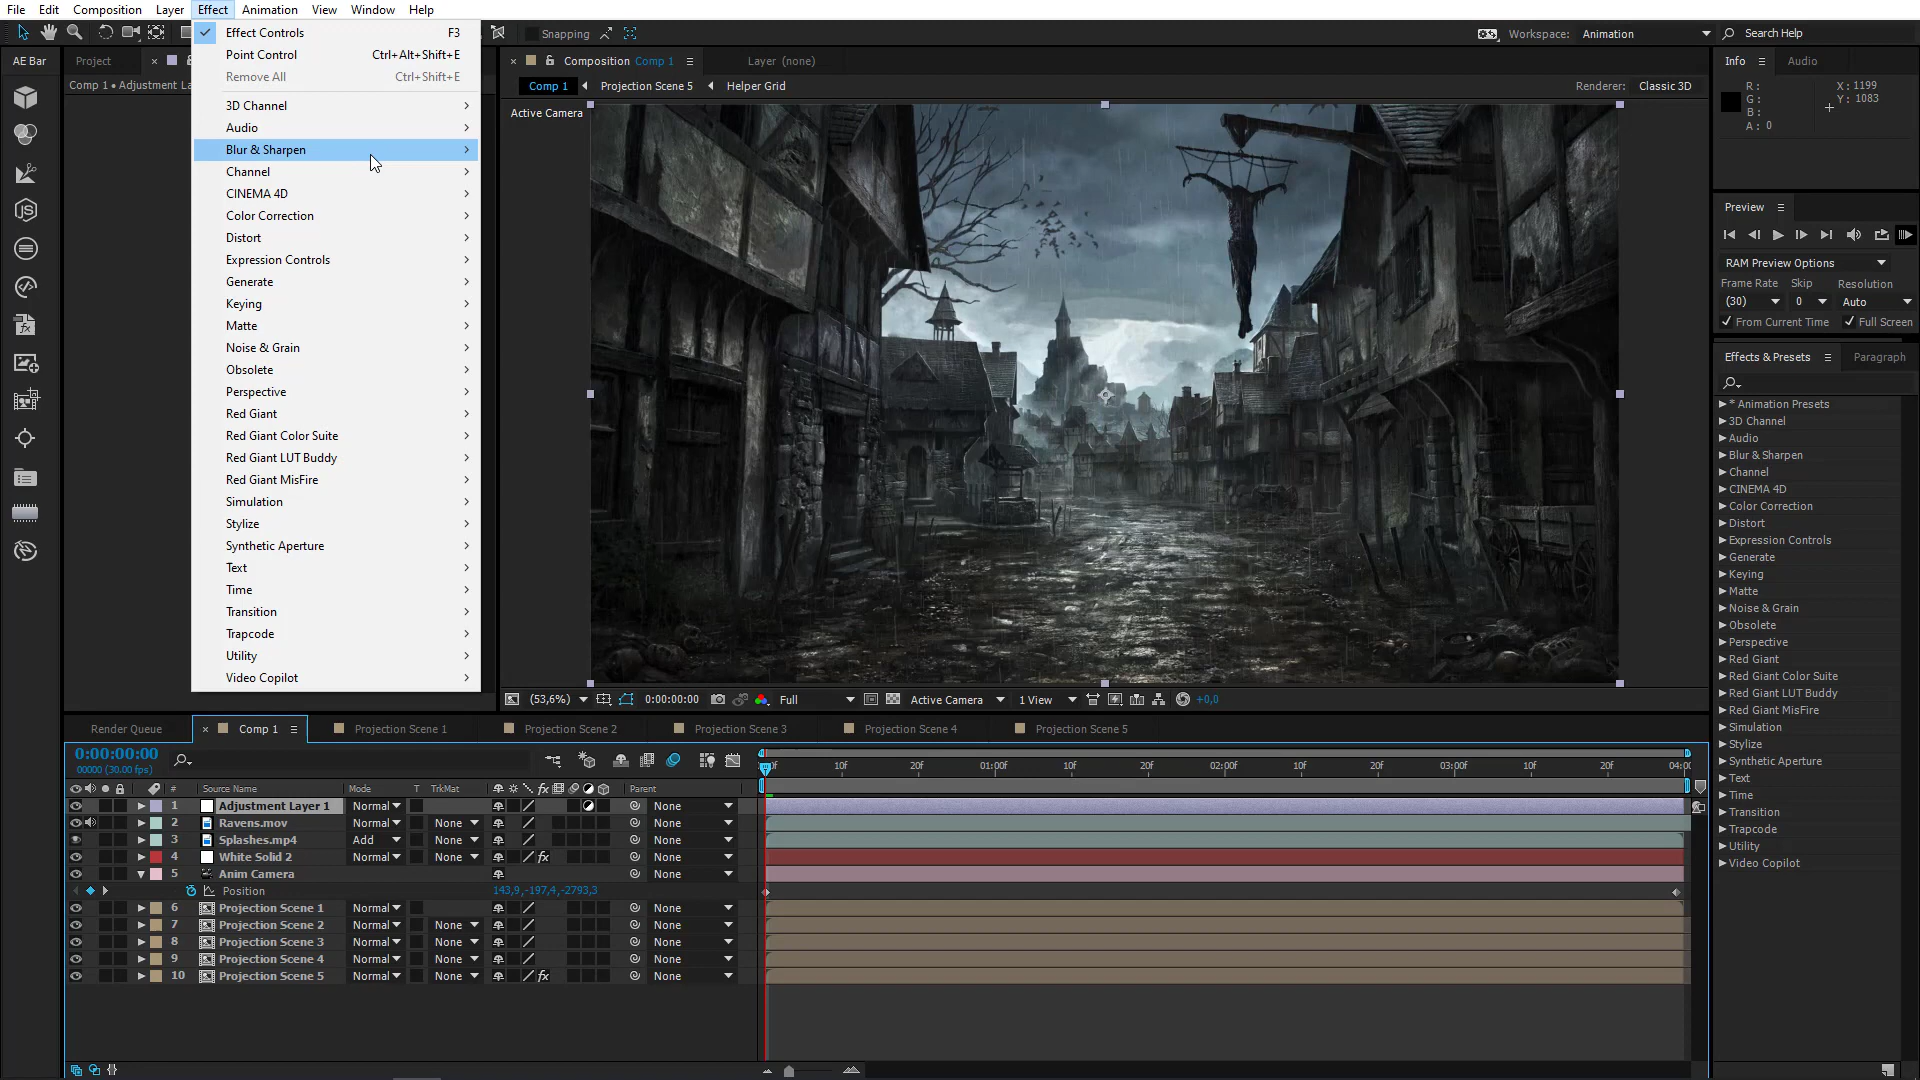 File Edit Composition Layer Effect Animation View Window Help
Snapping
Workspace: Animation
Search Help
AE Bar
Project
Comp 1 • Adjustment La
Effect Controls F3
Point Control Ctrl+Alt+Shift+E
Remove All Ctrl+Shift+E
3D Channel
Audio
Blur & Sharpen
Channel
CINEMA 4D
Color Correction
Distort
Expression Controls
Generate
Keying
Matte
Noise & Grain
Obsolete
Perspective
Red Giant
Red Giant Color Suite
Red Giant LUT Buddy
Red Giant MisFire
Simulation
Stylize
Synthetic Aperture
Text
Time
Transition
Trapcode
Utility
Video Copilot
Composition Comp 1
Layer (none)
Comp 1 Projection Scene 5 Helper Grid
Renderer: Classic 3D
Active Camera
(53,6%) 0:00:00:00 Full Active Camera 1 View +0,0
Info Audio
R :
G :
B :
A : 0
X : 1199
Y : 1083
Preview
RAM Preview Options
Frame Rate Skip Resolution
(30) 0 Auto
From Current Time Full Screen
Effects & Presets Paragraph
* Animation Presets
3D Channel
Audio
Blur & Sharpen
Channel
CINEMA 4D
Color Correction
Distort
Expression Controls
Generate
Keying
Matte
Noise & Grain
Obsolete
Perspective
Red Giant
Red Giant Color Suite
Red Giant LUT Buddy
Red Giant MisFire
Simulation
Stylize
Synthetic Aperture
Text
Time
Transition
Trapcode
Utility
Video Copilot
Render Queue Comp 1 Projection Scene 1 Projection Scene 2 Projection Scene 3 Projection Scene 4 Projection Scene 5
0:00:00:00
00000 (30.00 fps)
10f 20f 01:00f 10f 20f 02:00f 10f 20f 03:00f 10f 20f 04:00
# Source Name Mode T TrkMat fx Parent
1 Adjustment Layer 1 Normal None
2 Ravens.mov Normal None None
3 Splashes.mp4 Add None None
4 White Solid 2 Normal None fx None
5 Anim Camera None
Position 143,9,-197,4,-2793,3
6 Projection Scene 1 Normal None
7 Projection Scene 2 Normal None None
8 Projection Scene 3 Normal None None
9 Projection Scene 4 Normal None None
10 Projection Scene 5 Normal None fx None